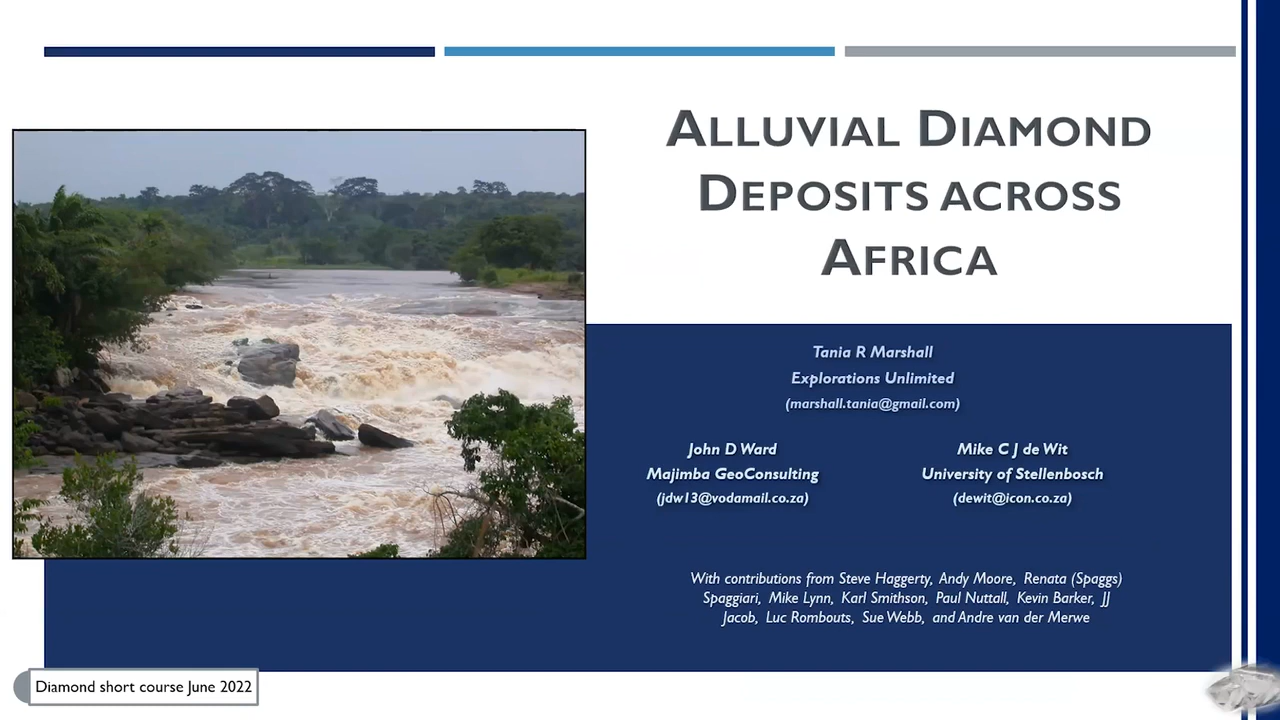 ALLUVIAL DIAMOND
DEPOSITS ACROSS
AFRICA
Tania R Marshall
Explorations Unlimited
(marshall.tania@gmail.com)
John D Ward
Majimba GeoConsulting
(jdw13@vodamail.co.za)
Mike C J de Wit
University of Stellenbosch
(dewit@icon.co.za)
With contributions from Steve Haggerty, Andy Moore, Renata (Spaggs)
Spaggiari, Mike Lynn, Karl Smithson, Paul Nuttall, Kevin Barker, JJ
Jacob, Luc Rombouts, Sue Webb, and Andre van der Merwe
Diamond short course June 2022